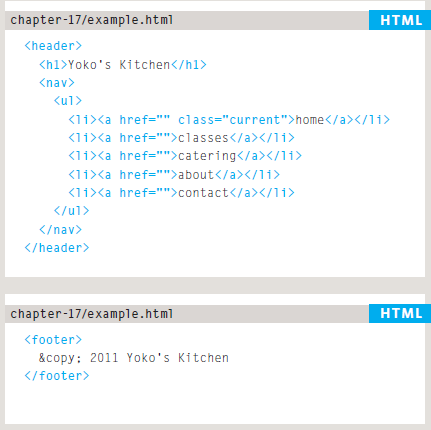 chapter-17/example.html HTML
<header>
<h1>Yoko's Kitchen</h1>
<nav>
<ul>
<li><a href="" class="current">home</a></li>
<li><a href="">classes</a></li>
<li><a href="">catering</a></li>
<li><a href="">about</a></li>
<li><a href="">contact</a></li>
</ul>
</nav>
</header>
chapter-17/example.html HTML
<footer>
&copy; 2011 Yoko's Kitchen
</footer>